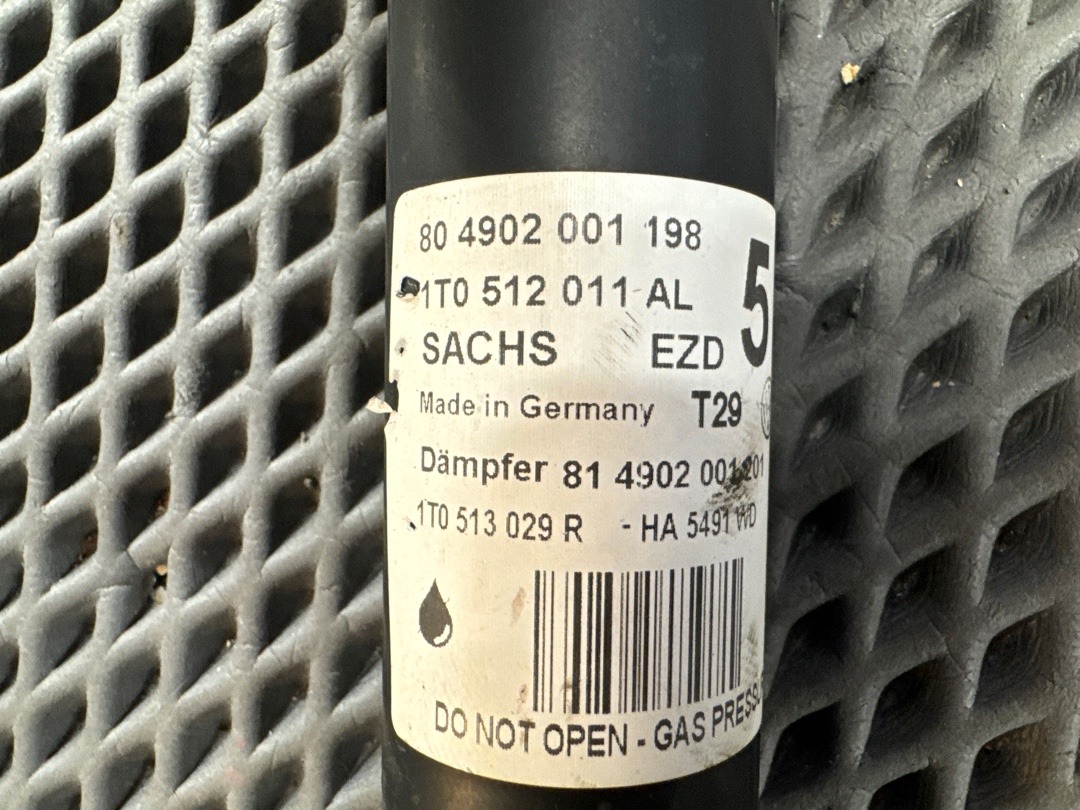 80 4902 001 198
1T0 512 011 AL 5
SACHS EZD
Made in Germany T29
Dämpfer 81 4902 001 201
1T0 513 029 R - HA 5491 WD
DO NOT OPEN - GAS